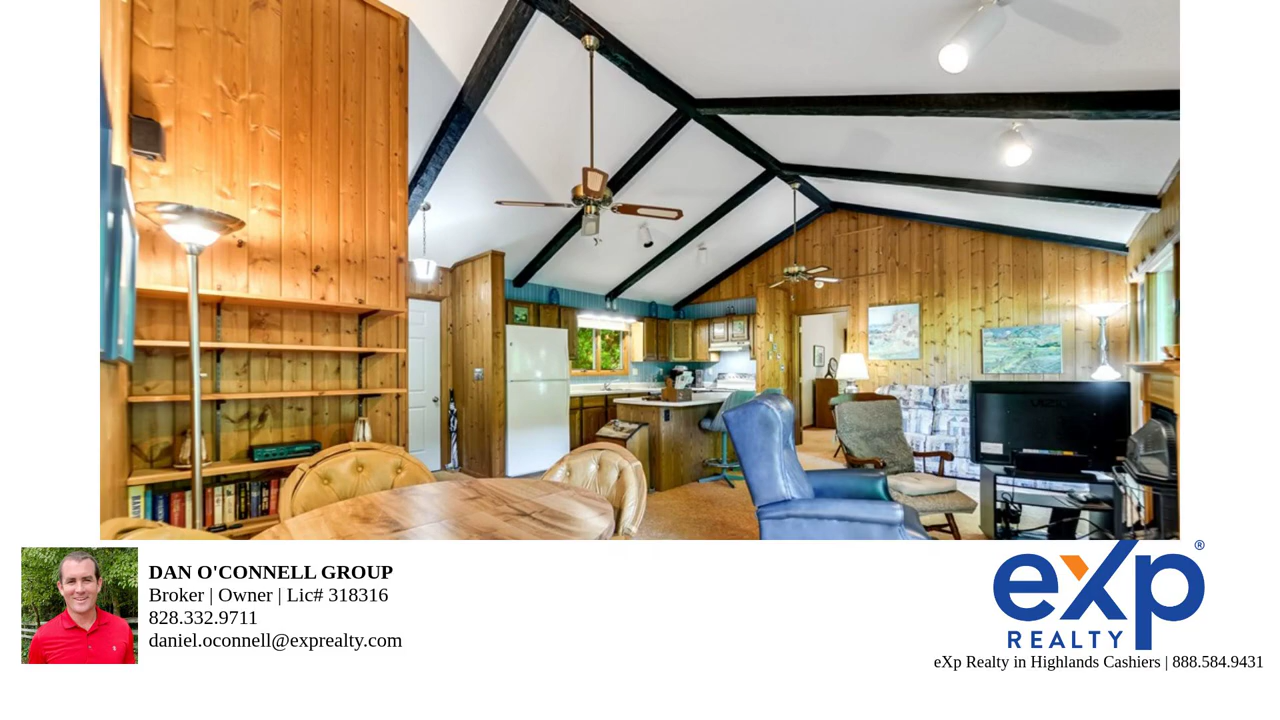 VIZIO
DAN O'CONNELL GROUP
Broker | Owner | Lic# 318316
828.332.9711
daniel.oconnell@exprealty.com
eXp®
REALTY
eXp Realty in Highlands Cashiers | 888.584.9431